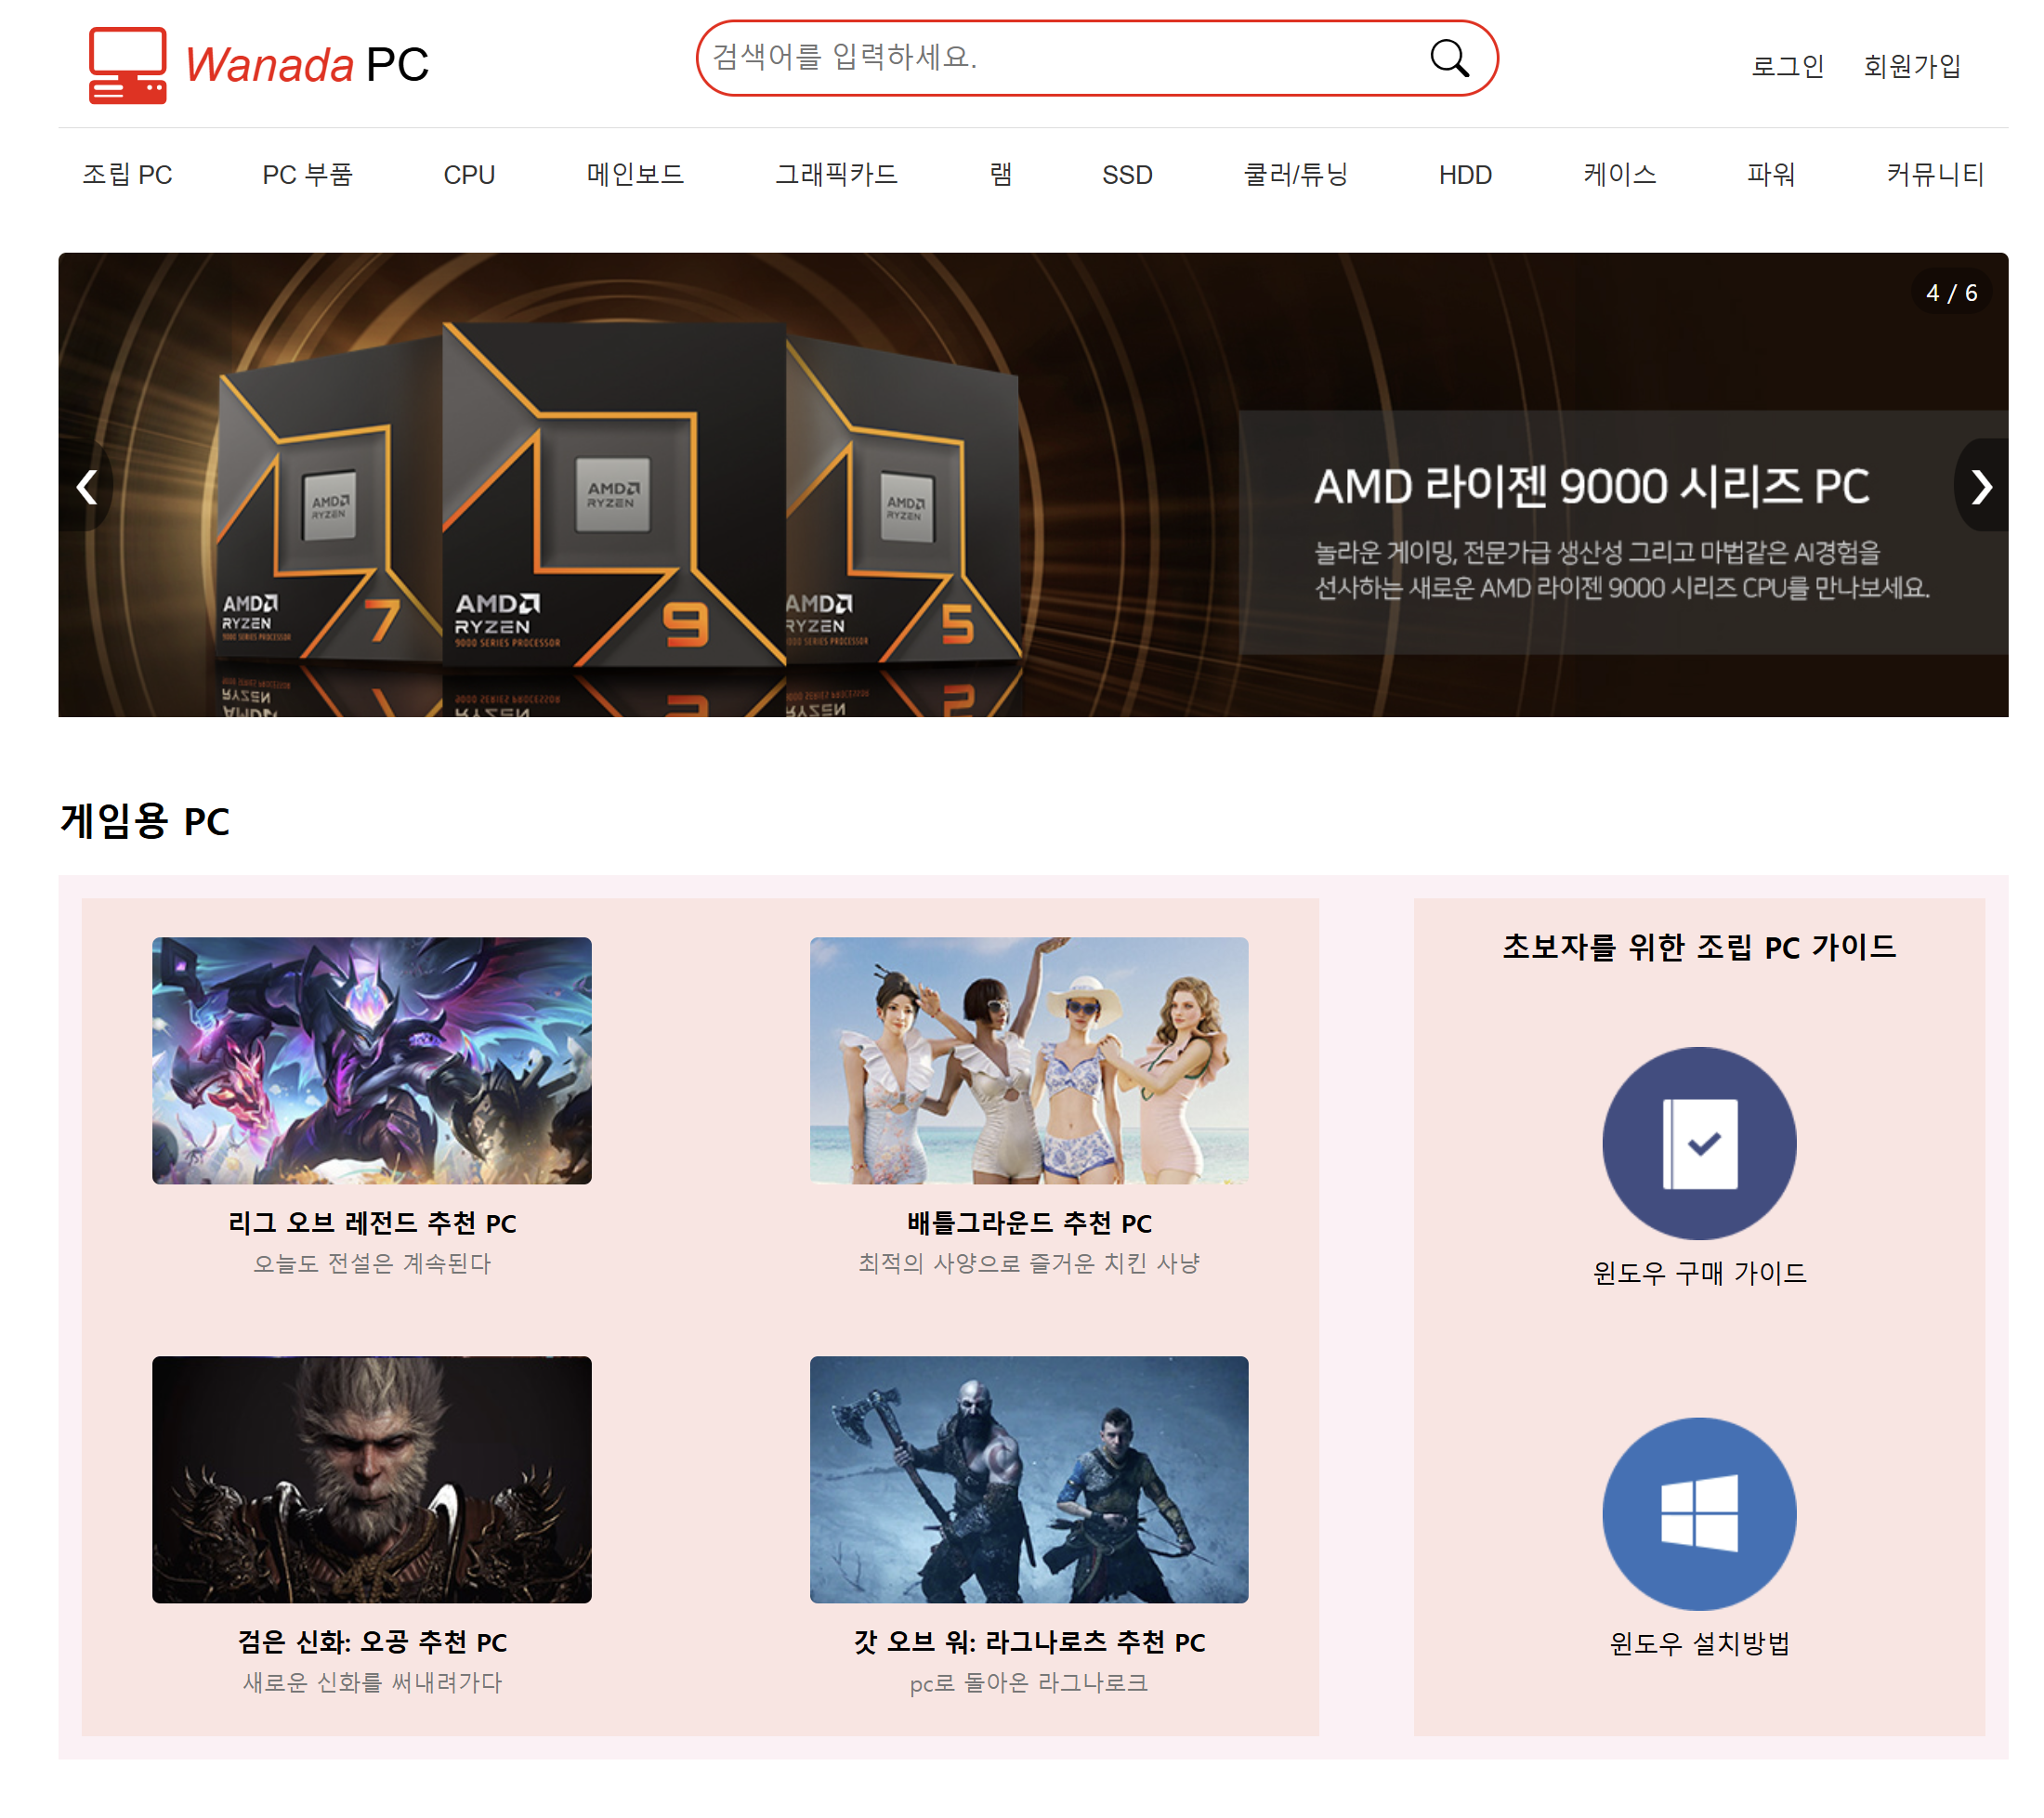 Wanada PC
검색어를 입력하세요.
로그인 회원가입
조립 PC PC 부품 CPU 메인보드 그래픽카드 램 SSD 쿨러/튜닝 HDD 케이스 파워 커뮤니티
4 / 6
AMD RYZEN
AMD RYZEN
AMD RYZEN
AMD RYZEN 9000 SERIES PROCESSOR 7
AMD RYZEN 9000 SERIES PROCESSOR 9
AMD RYZEN 9000 SERIES PROCESSOR 5
AMD 라이젠 9000 시리즈 PC
놀라운 게이밍, 전문가급 생산성 그리고 마법같은 AI경험을
선사하는 새로운 AMD 라이젠 9000 시리즈 CPU를 만나보세요.
게임용 PC
리그 오브 레전드 추천 PC
오늘도 전설은 계속된다
배틀그라운드 추천 PC
최적의 사양으로 즐거운 치킨 사냥
검은 신화: 오공 추천 PC
새로운 신화를 써내려가다
갓 오브 워: 라그나로츠 추천 PC
pc로 돌아온 라그나로크
초보자를 위한 조립 PC 가이드
윈도우 구매 가이드
윈도우 설치방법